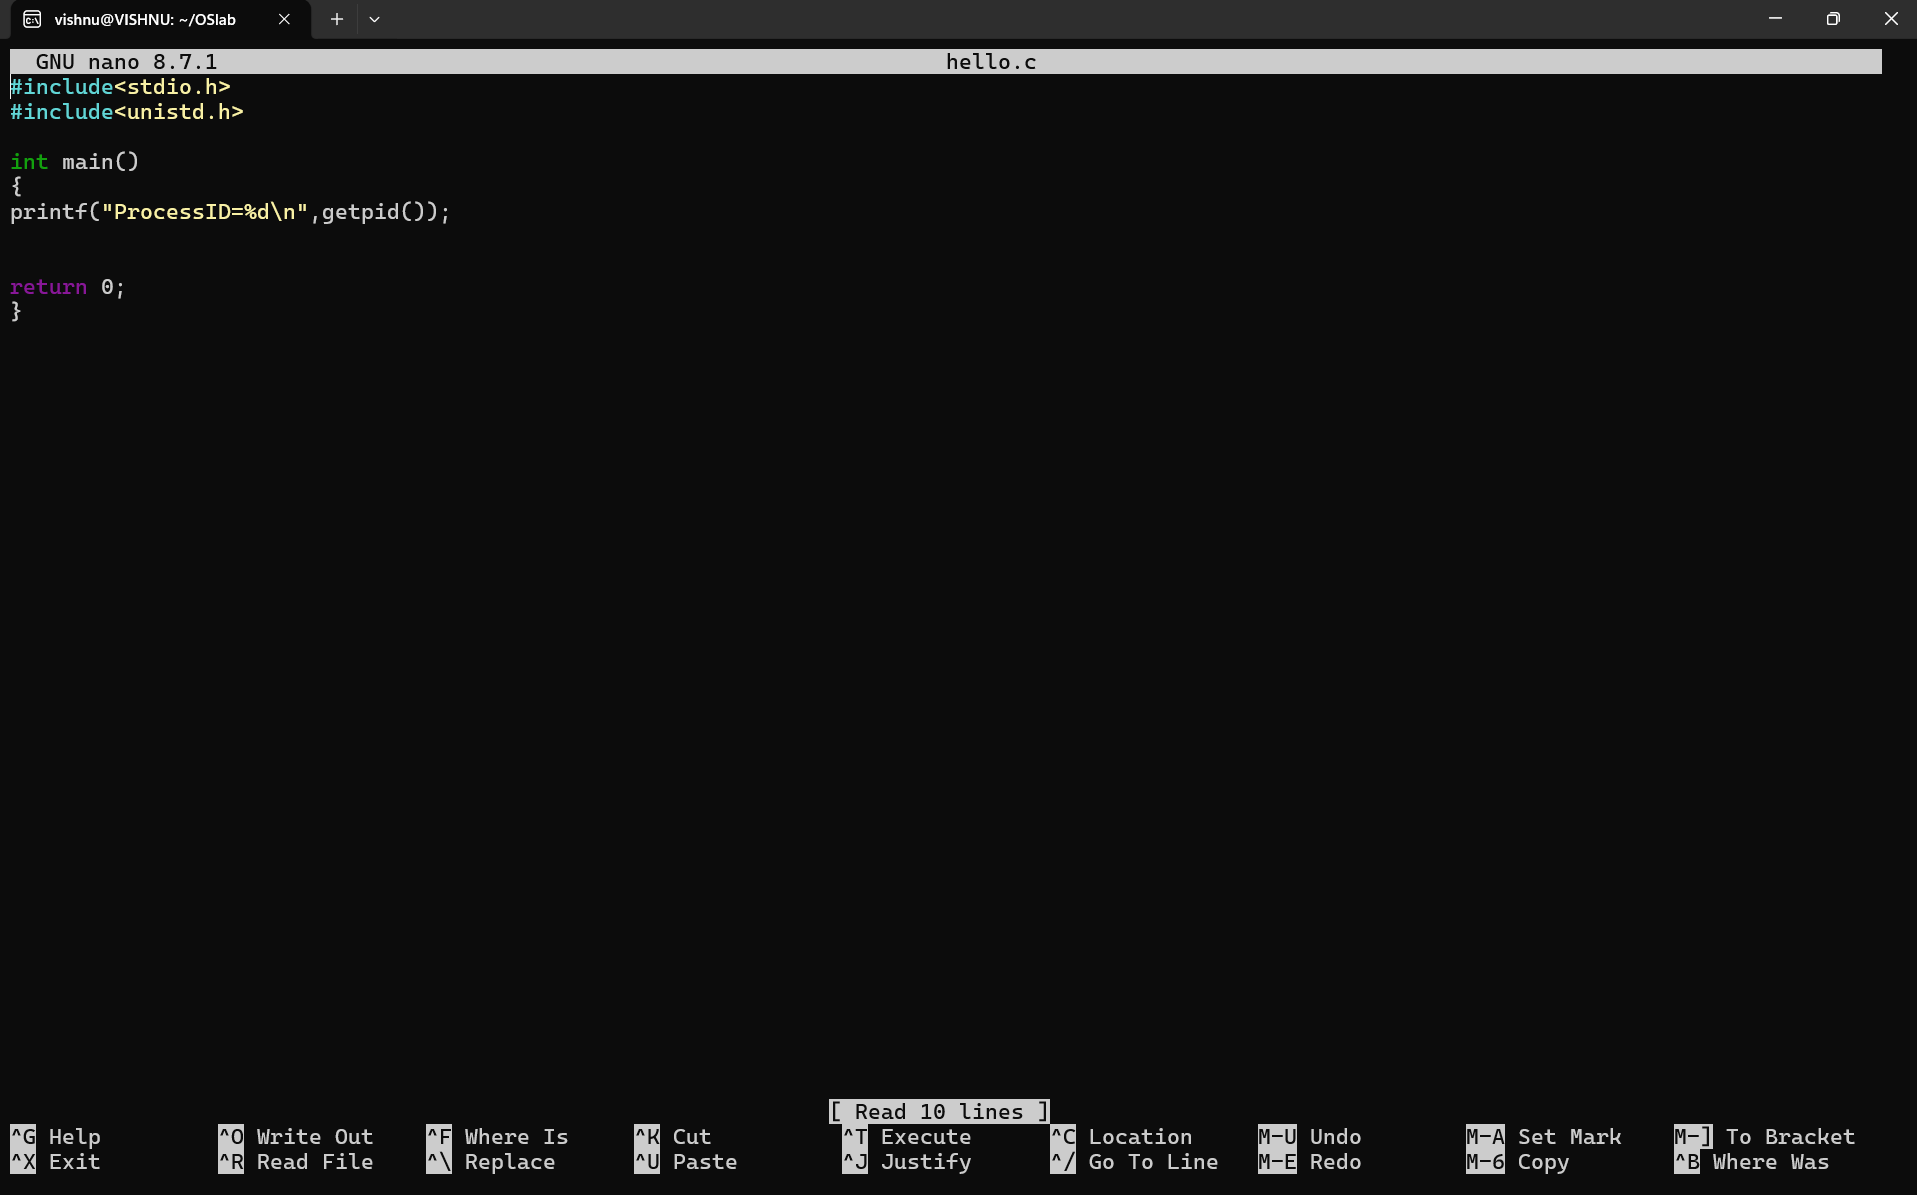 vishnu@VISHNU: ~/OSlab
GNU nano 8.7.1 hello.c
#include<stdio.h>
#include<unistd.h>
int main()
{
printf("ProcessID=%d\n",getpid());
return 0;
}
[ Read 10 lines ]
^G Help ^O Write Out ^F Where Is ^K Cut ^T Execute ^C Location M-U Undo M-A Set Mark M-] To Bracket
^X Exit ^R Read File ^\ Replace ^U Paste ^J Justify ^/ Go To Line M-E Redo M-6 Copy ^B Where Was